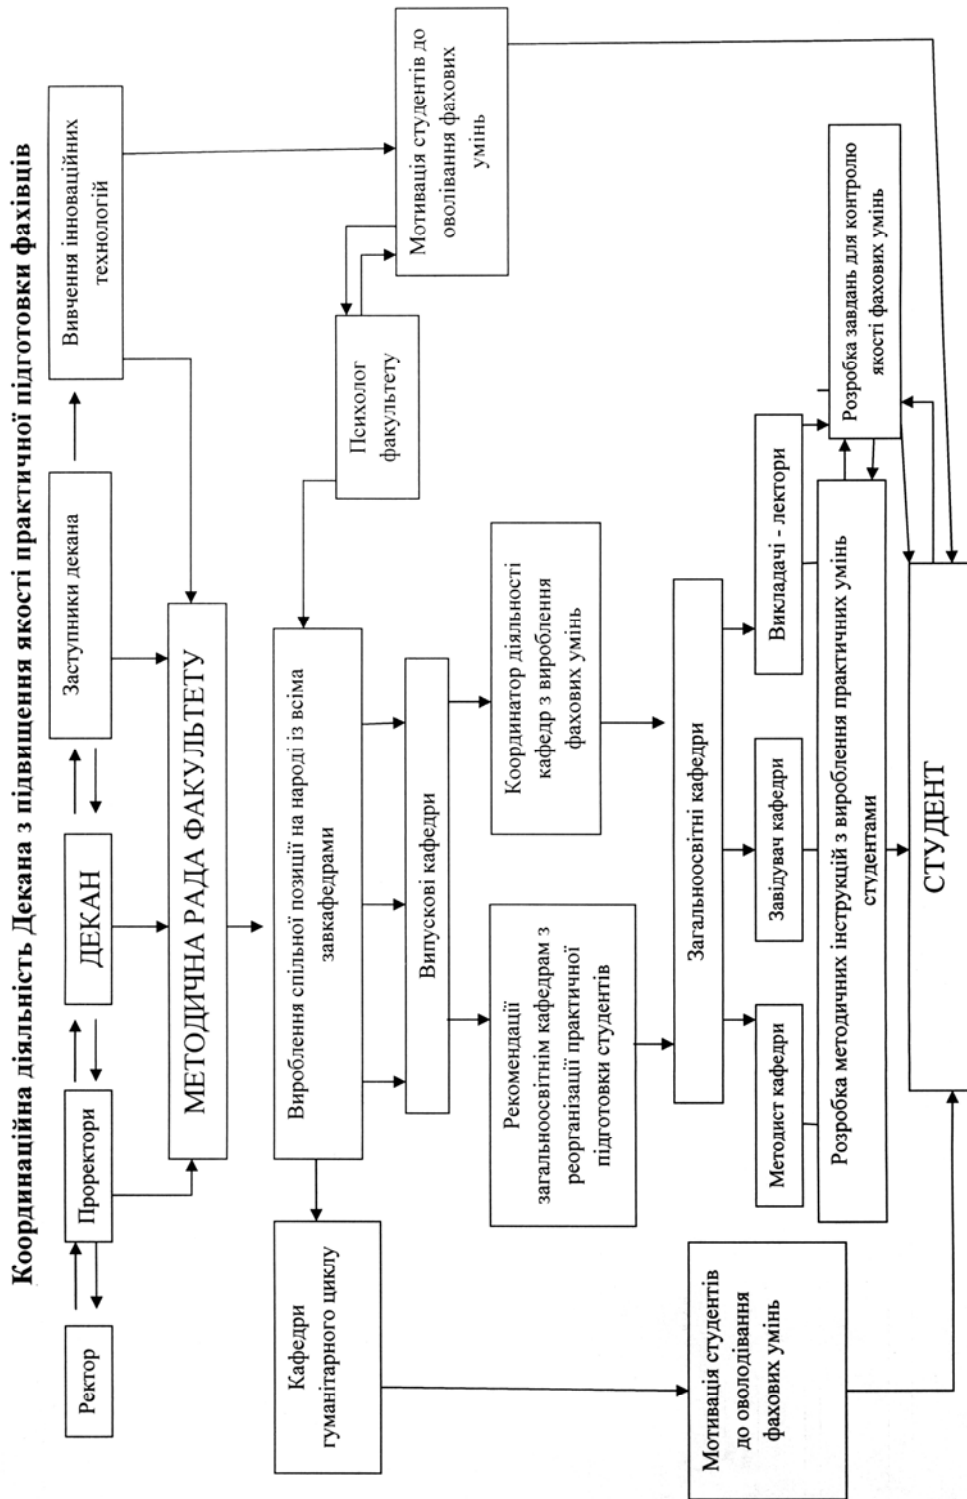 Координаційна діяльність Декана з підвищення якості практичної підготовки фахівців
Ректор
Проректори
ДЕКАН
Заступники декана
Вивчення інноваційних
технологій
МЕТОДИЧНА РАДА ФАКУЛЬТЕТУ
Кафедри
гуманітарного циклу
Вироблення спільної позиції на народі із всіма
завкафедрами
Психолог
факультету
Мотивація студентів до
оволівання фахових
умінь
Випускові кафедри
Рекомендації
загальноосвітнім кафедрам з
реорганізації практичної
підготовки студентів
Координатор діяльності
кафедр з вироблення
фахових умінь
Загальноосвітні кафедри
Мотивація студентів
до оволодівання
фахових умінь
Методист кафедри
Завідувач кафедри
Викладачі - лектори
Розробка методичних інструкцій з вироблення практичних умінь
студентами
Розробка завдань для контролю
якості фахових умінь
СТУДЕНТ